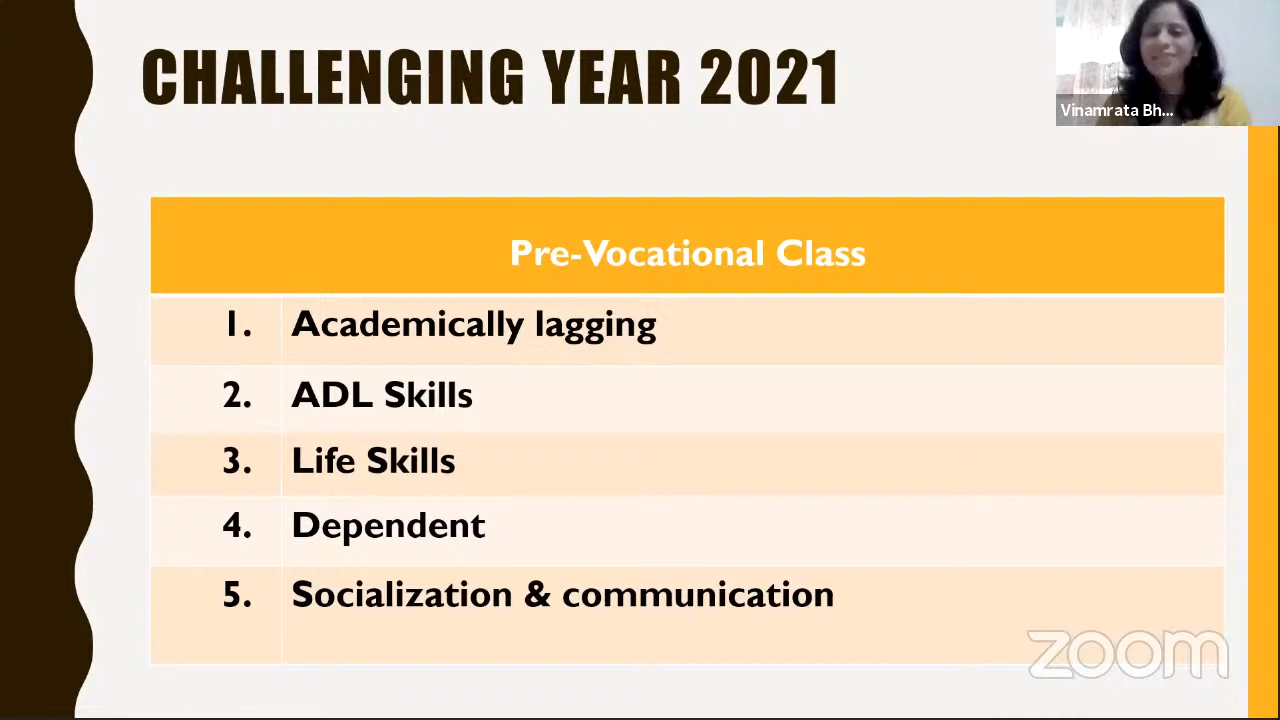 CHALLENGING YEAR 2021
Vinamrata Bh...
Pre-Vocational Class
1. Academically lagging
2. ADL Skills
3. Life Skills
4. Dependent
5. Socialization & communication
zoom